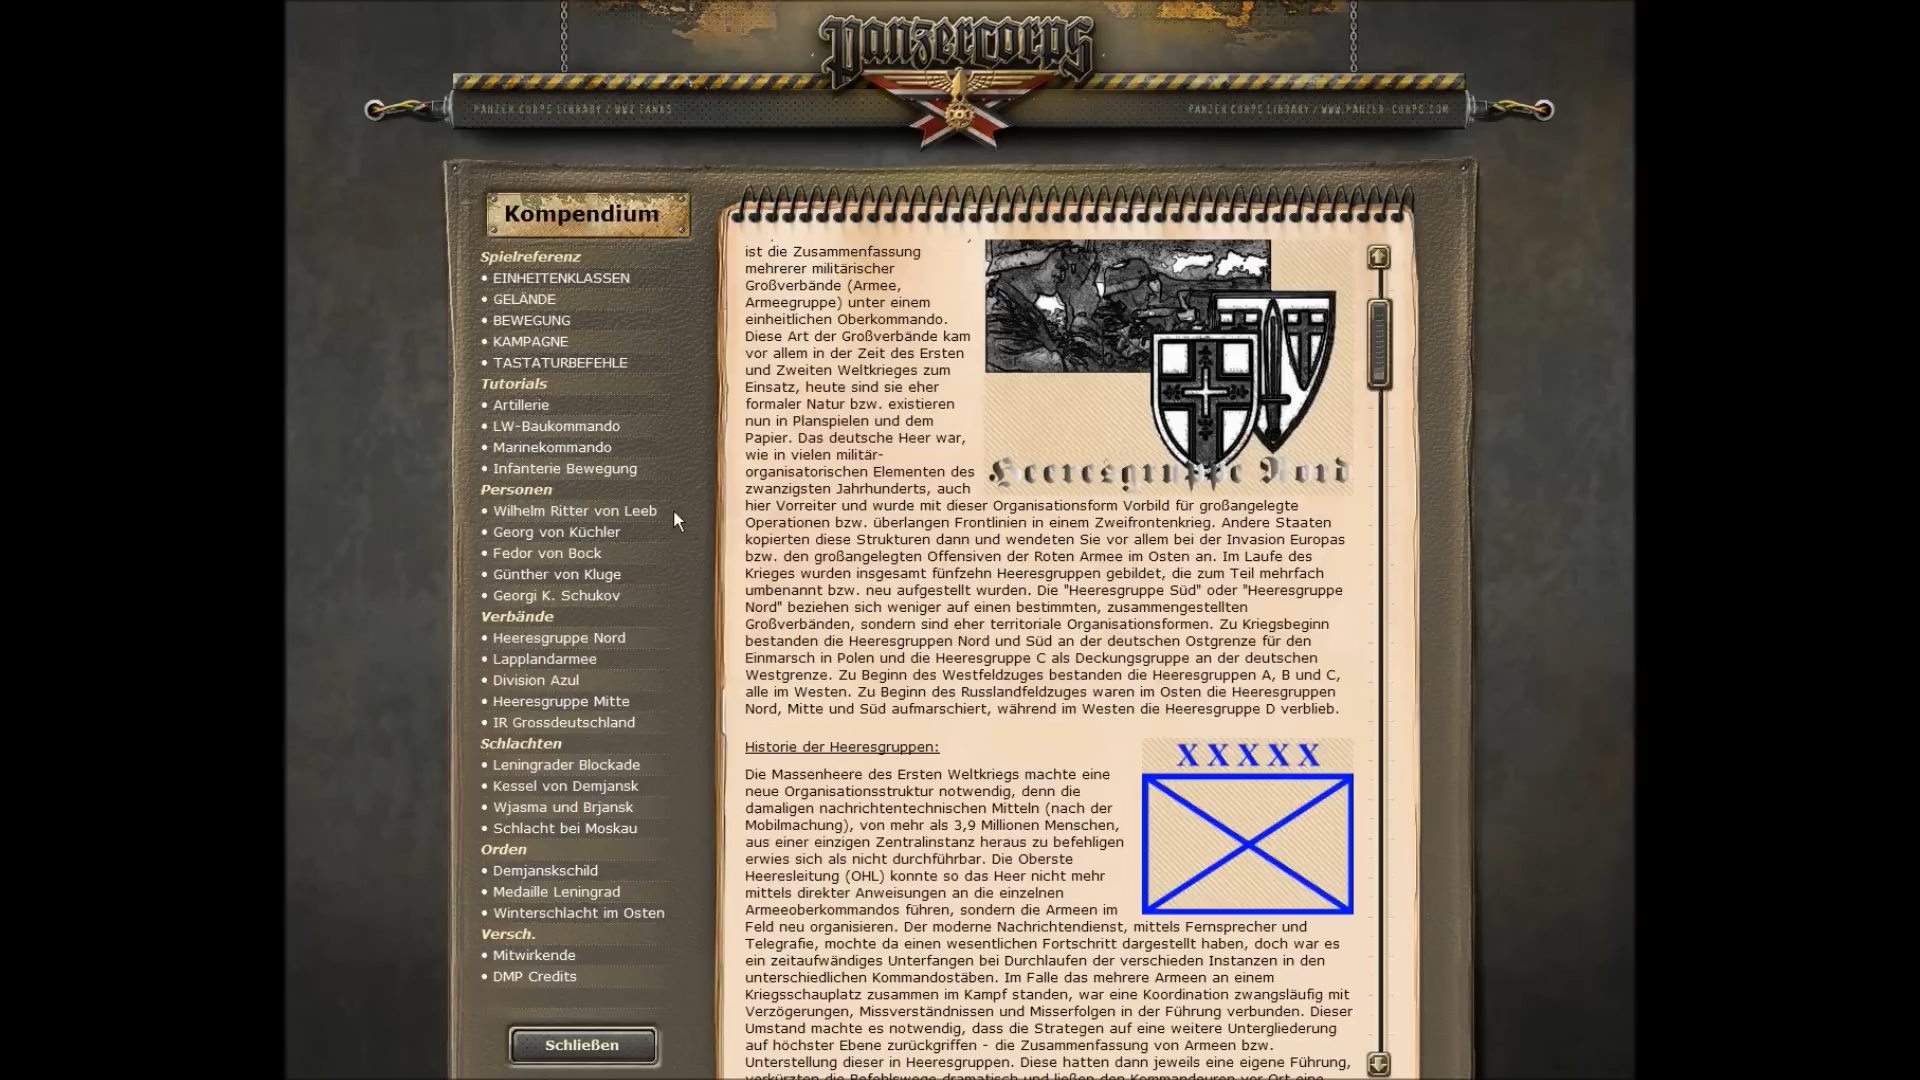 Panzercorps
PANZER CORPS LIBRARY / WW2 TANKS
PANZER CORPS LIBRARY / WWW.PANZER-CORPS.COM
Kompendium
Spielreferenz
• EINHEITENKLASSEN
• GELÄNDE
• BEWEGUNG
• KAMPAGNE
• TASTATURBEFEHLE
Tutorials
• Artillerie
• LW-Baukommando
• Marinekommando
• Infanterie Bewegung
Personen
• Wilhelm Ritter von Leeb
• Georg von Küchler
• Fedor von Bock
• Günther von Kluge
• Georgi K. Schukov
Verbände
• Heeresgruppe Nord
• Lapplandarmee
• Division Azul
• Heeresgruppe Mitte
• IR Grossdeutschland
Schlachten
• Leningrader Blockade
• Kessel von Demjansk
• Wjasma und Brjansk
• Schlacht bei Moskau
Orden
• Demjanskschild
• Medaille Leningrad
• Winterschlacht im Osten
Versch.
• Mitwirkende
• DMP Credits
Schließen
ist die Zusammenfassung
mehrerer militärischer
Großverbände (Armee,
Armeegruppe) unter einem
einheitlichen Oberkommando.
Diese Art der Großverbände kam
vor allem in der Zeit des Ersten
und Zweiten Weltkrieges zum
Einsatz, heute sind sie eher
formaler Natur bzw. existieren
nun in Planspielen und dem
Papier. Das deutsche Heer war,
wie in vielen militär-
organisatorischen Elementen des
zwanzigsten Jahrhunderts, auch
Heeresgruppe Nord
hier Vorreiter und wurde mit dieser Organisationsform Vorbild für großangelegte
Operationen bzw. überlangen Frontlinien in einem Zweifrontenkrieg. Andere Staaten
kopierten diese Strukturen dann und wendeten Sie vor allem bei der Invasion Europas
bzw. den großangelegten Offensiven der Roten Armee im Osten an. Im Laufe des
Krieges wurden insgesamt fünfzehn Heeresgruppen gebildet, die zum Teil mehrfach
umbenannt bzw. neu aufgestellt wurden. Die "Heeresgruppe Süd" oder "Heeresgruppe
Nord" beziehen sich weniger auf einen bestimmten, zusammengestellten
Großverbänden, sondern sind eher territoriale Organisationsformen. Zu Kriegsbeginn
bestanden die Heeresgruppen Nord und Süd an der deutschen Ostgrenze für den
Einmarsch in Polen und die Heeresgruppe C als Deckungsgruppe an der deutschen
Westgrenze. Zu Beginn des Westfeldzuges bestanden die Heeresgruppen A, B und C,
alle im Westen. Zu Beginn des Russlandfeldzuges waren im Osten die Heeresgruppen
Nord, Mitte und Süd aufmarschiert, während im Westen die Heeresgruppe D verblieb.
Historie der Heeresgruppen:
X X X X X
Die Massenheere des Ersten Weltkriegs machte eine
neue Organisationsstruktur notwendig, denn die
damaligen nachrichtentechnischen Mitteln (nach der
Mobilmachung), von mehr als 3,9 Millionen Menschen,
aus einer einzigen Zentralinstanz heraus zu befehligen
erwies sich als nicht durchführbar. Die Oberste
Heeresleitung (OHL) konnte so das Heer nicht mehr
mittels direkter Anweisungen an die einzelnen
Armeeoberkommandos führen, sondern die Armeen im
Feld neu organisieren. Der moderne Nachrichtendienst, mittels Fernsprecher und
Telegrafie, mochte da einen wesentlichen Fortschritt dargestellt haben, doch war es
ein zeitaufwändiges Unterfangen bei Durchlaufen der verschieden Instanzen in den
unterschiedlichen Kommandostäben. Im Falle das mehrere Armeen an einem
Kriegsschauplatz zusammen im Kampf standen, war eine Koordination zwangsläufig mit
Verzögerungen, Missverständnissen und Misserfolgen in der Führung verbunden. Dieser
Umstand machte es notwendig, dass die Strategen auf eine weitere Untergliederung
auf höchster Ebene zurückgriffen - die Zusammenfassung von Armeen bzw.
Unterstellung dieser in Heeresgruppen. Diese hatten dann jeweils eine eigene Führung,
verkürzten die Befehlswege dramatisch und ließen den Kommandeuren vor Ort eine